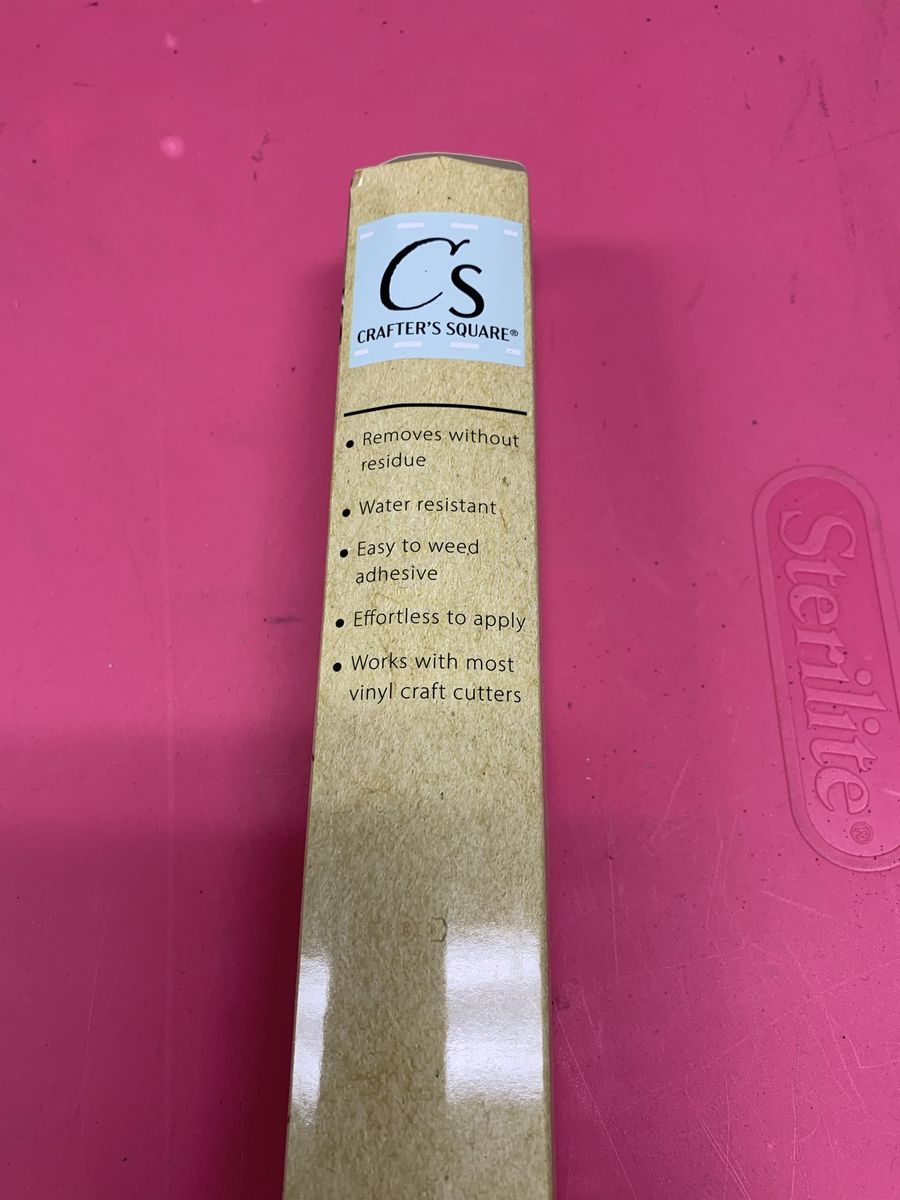 Cs
CRAFTER'S SQUARE®
• Removes without
residue
• Water resistant
• Easy to weed
adhesive
• Effortless to apply
• Works with most
vinyl craft cutters
Sterilite®